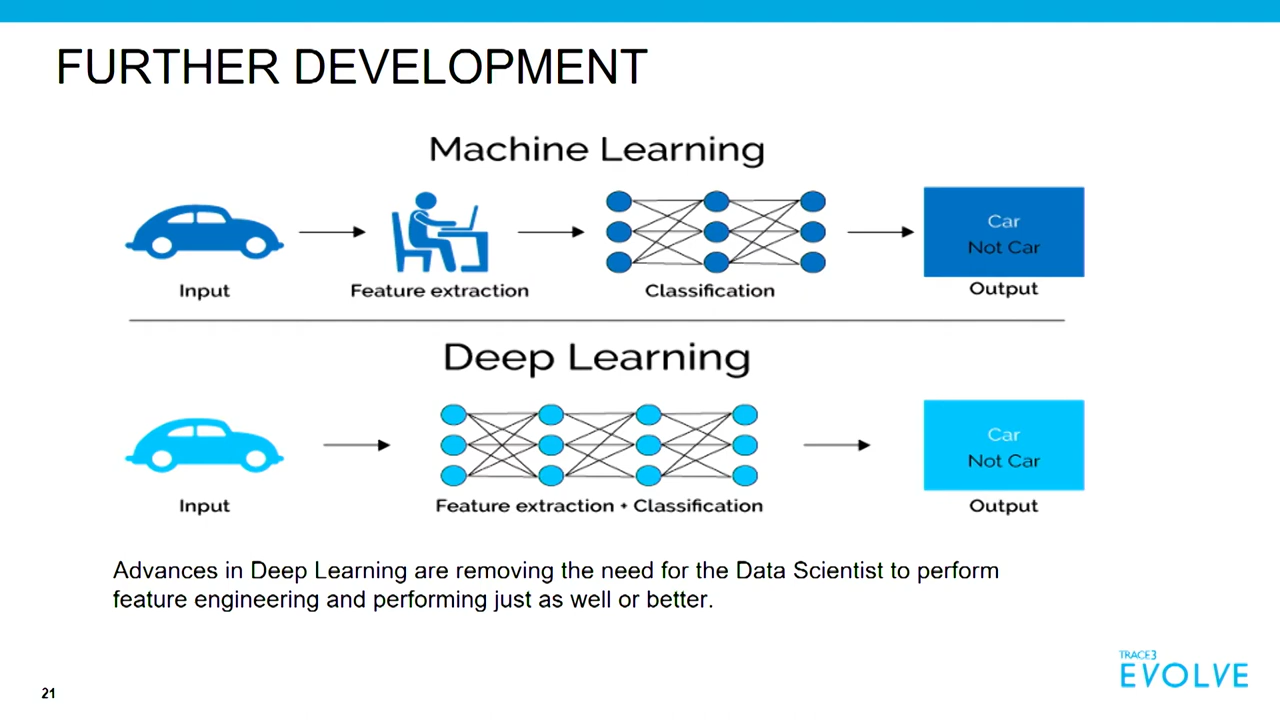 FURTHER DEVELOPMENT
Machine Learning
Input
Feature extraction
Classification
Car
Not Car
Output
Deep Learning
Input
Feature extraction + Classification
Car
Not Car
Output
Advances in Deep Learning are removing the need for the Data Scientist to perform
feature engineering and performing just as well or better.
21
TRACE3
EVOLVE